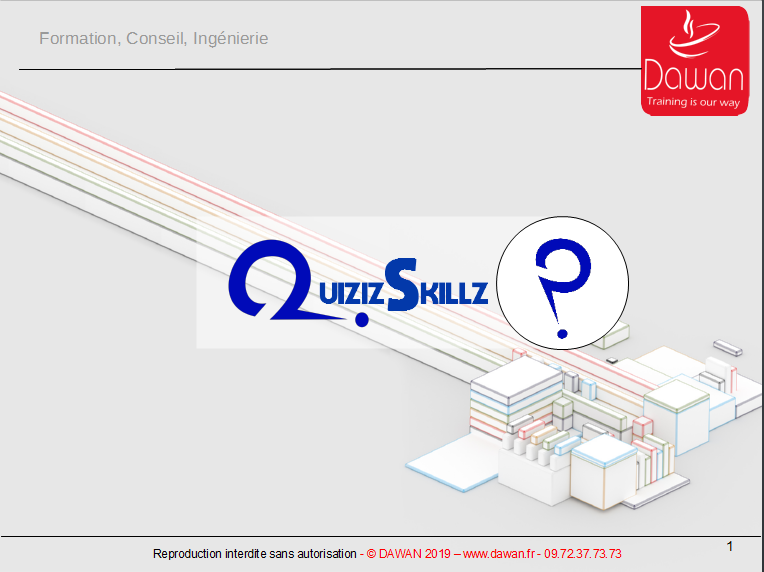 Formation, Conseil, Ingénierie
Dawan
Training is our way
QUIZIZSKILLZ
Reproduction interdite sans autorisation - © DAWAN 2019 – www.dawan.fr - 09.72.37.73.73
1